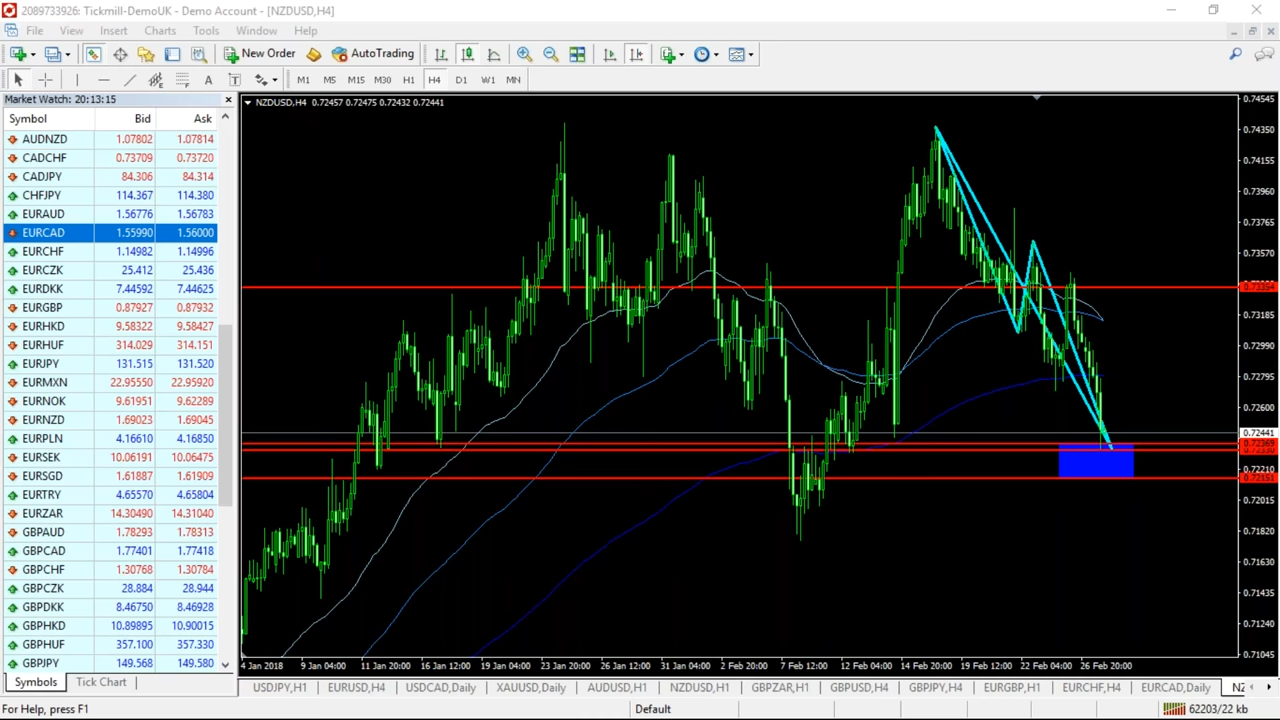 2089733926: Tickmill-DemoUK - Demo Account - [NZDUSD,H4]
File View Insert Charts Tools Window Help
New Order AutoTrading
A T M1 M5 M15 M30 H1 H4 D1 W1 MN
Market Watch: 20:13:15
Symbol Bid Ask
AUDNZD 1.07802 1.07814
CADCHF 0.73709 0.73720
CADJPY 84.306 84.314
CHFJPY 114.367 114.380
EURAUD 1.56776 1.56783
EURCAD 1.55990 1.56000
EURCHF 1.14982 1.14996
EURCZK 25.412 25.436
EURDKK 7.44592 7.44625
EURGBP 0.87927 0.87932
EURHKD 9.58322 9.58427
EURHUF 314.029 314.151
EURJPY 131.515 131.520
EURMXN 22.95550 22.95920
EURNOK 9.61951 9.62289
EURNZD 1.69023 1.69045
EURPLN 4.16610 4.16850
EURSEK 10.06191 10.06475
EURSGD 1.61887 1.61909
EURTRY 4.65570 4.65804
EURZAR 14.30490 14.31040
GBPAUD 1.78293 1.78313
GBPCAD 1.77401 1.77418
GBPCHF 1.30768 1.30784
GBPCZK 28.884 28.944
GBPDKK 8.46750 8.46928
GBPHKD 10.89895 10.90015
GBPHUF 357.100 357.330
GBPJPY 149.568 149.580
Symbols Tick Chart
NZDUSD,H4 0.72457 0.72475 0.72432 0.72441
0.74545
0.74350
0.74155
0.73960
0.73765
0.73570
0.73185
0.72990
0.72795
0.72600
0.72441
0.72369
0.72210
0.72151
0.72015
0.71820
0.71630
0.71435
0.71240
0.71045
4 Jan 2018 9 Jan 04:00 11 Jan 20:00 16 Jan 12:00 19 Jan 04:00 23 Jan 20:00 26 Jan 12:00 31 Jan 04:00 2 Feb 20:00 7 Feb 12:00 12 Feb 04:00 14 Feb 20:00 19 Feb 12:00 22 Feb 04:00 26 Feb 20:00
USDJPY,H1 EURUSD,H4 USDCAD,Daily XAUUSD,Daily AUDUSD,H1 NZDUSD,H1 GBPZAR,H1 GBPUSD,H4 GBPJPY,H4 EURGBP,H1 EURCHF,H4 EURCAD,Daily NZ
For Help, press F1 Default 62203/22 kb